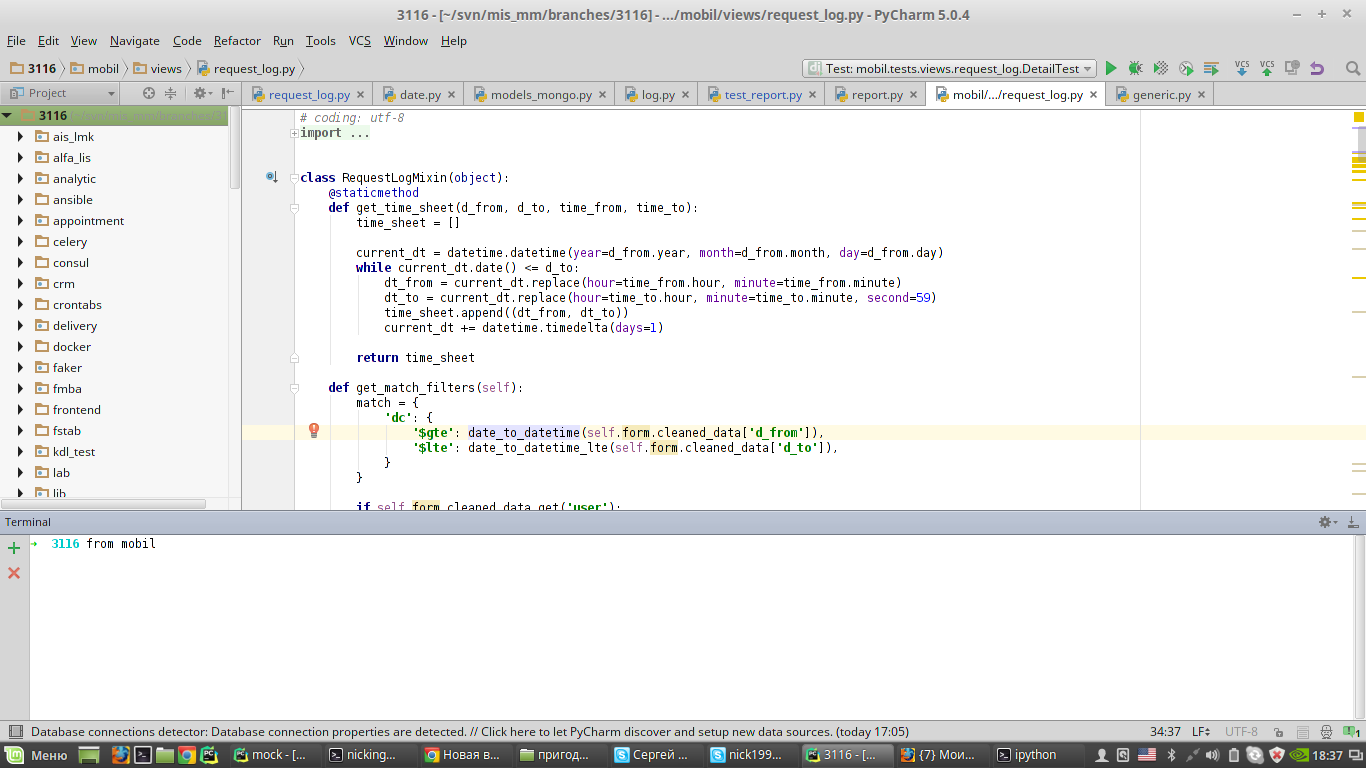 3116 - [~/svn/mis_mm/branches/3116] - .../mobil/views/request_log.py - PyCharm 5.0.4
File Edit View Navigate Code Refactor Run Tools VCS Window Help
3116 mobil views request_log.py Test: mobil.tests.views.request_log.DetailTest VCS VCS
Project request_log.py date.py models_mongo.py log.py test_report.py report.py mobil/.../request_log.py generic.py
3116 (~/svn/mis_mm/branches/31
ais_lmk
alfa_lis
analytic
ansible
appointment
celery
consul
crm
crontabs
delivery
docker
faker
fmba
frontend
fstab
kdl_test
lab
lib
# coding: utf-8
import ...
class RequestLogMixin(object):
@staticmethod
def get_time_sheet(d_from, d_to, time_from, time_to):
time_sheet = []
current_dt = datetime.datetime(year=d_from.year, month=d_from.month, day=d_from.day)
while current_dt.date() <= d_to:
dt_from = current_dt.replace(hour=time_from.hour, minute=time_from.minute)
dt_to = current_dt.replace(hour=time_to.hour, minute=time_to.minute, second=59)
time_sheet.append((dt_from, dt_to))
current_dt += datetime.timedelta(days=1)
return time_sheet
def get_match_filters(self):
match = {
'dc': {
'$gte': date_to_datetime(self.form.cleaned_data['d_from']),
'$lte': date_to_datetime_lte(self.form.cleaned_data['d_to']),
}
}
if self.form.cleaned_data.get('user'):
Terminal
3116 from mobil
Database connections detector: Database connection properties are detected. // Click here to let PyCharm discover and setup new data sources. (today 17:05) 34:37 LF UTF-8 1
Меню mock - [... nicking... Новая в... пригод... Сергей ... nick199... 3116 - [... {7} Мои... ipython 18:37